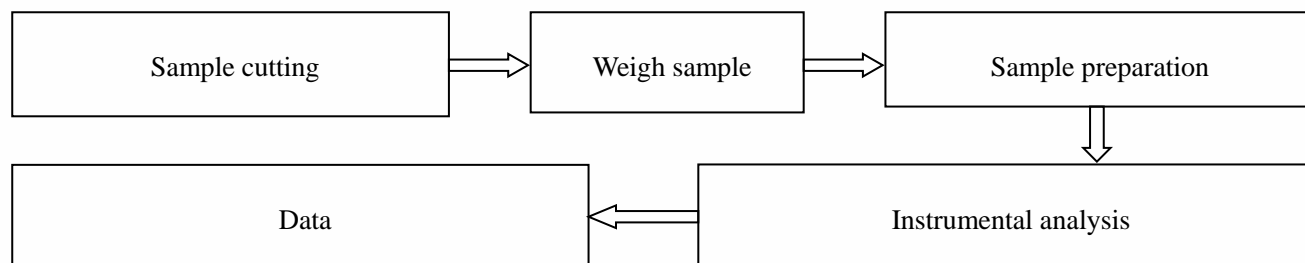 Sample cutting
Weigh sample
Sample preparation
Instrumental analysis
Data